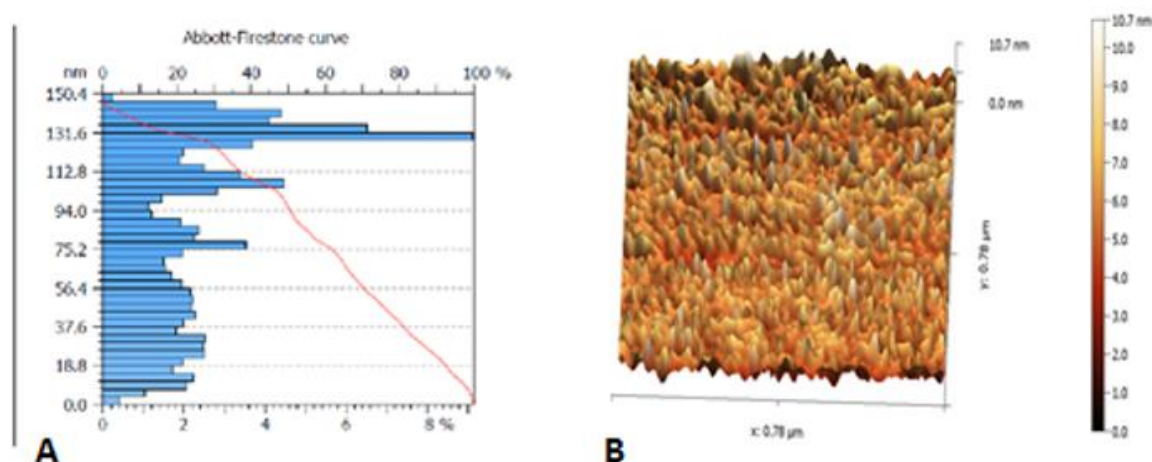 Abbott-Firestone curve
nm 0 20 40 60 80 100 %
150.4
131.6
112.8
94.0
75.2
56.4
37.6
18.8
0.0
0 2 4 6 8 %
A
10.7 nm
0.0 nm
y: 0.78 µm
x: 0.78 µm
B
10.7 nm
10.0
9.0
8.0
7.0
6.0
5.0
4.0
3.0
2.0
1.0
0.0